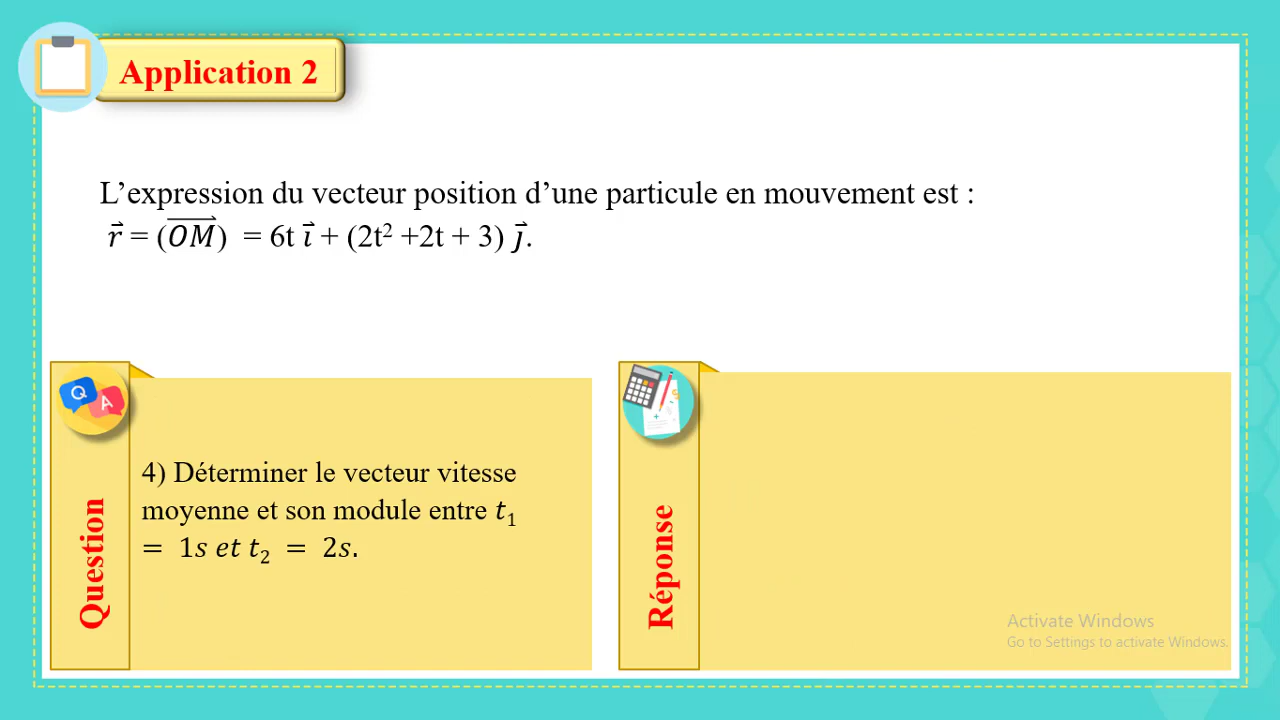 Application 2
L’expression du vecteur position d’une particule en mouvement est :
r⃗ = (O͞M⃗) = 6t i⃗ + (2t² +2t + 3) j⃗.
Q
A
Question
4) Déterminer le vecteur vitesse
moyenne et son module entre t₁
= 1s et t₂ = 2s.
Réponse
Activate Windows
Go to Settings to activate Windows.